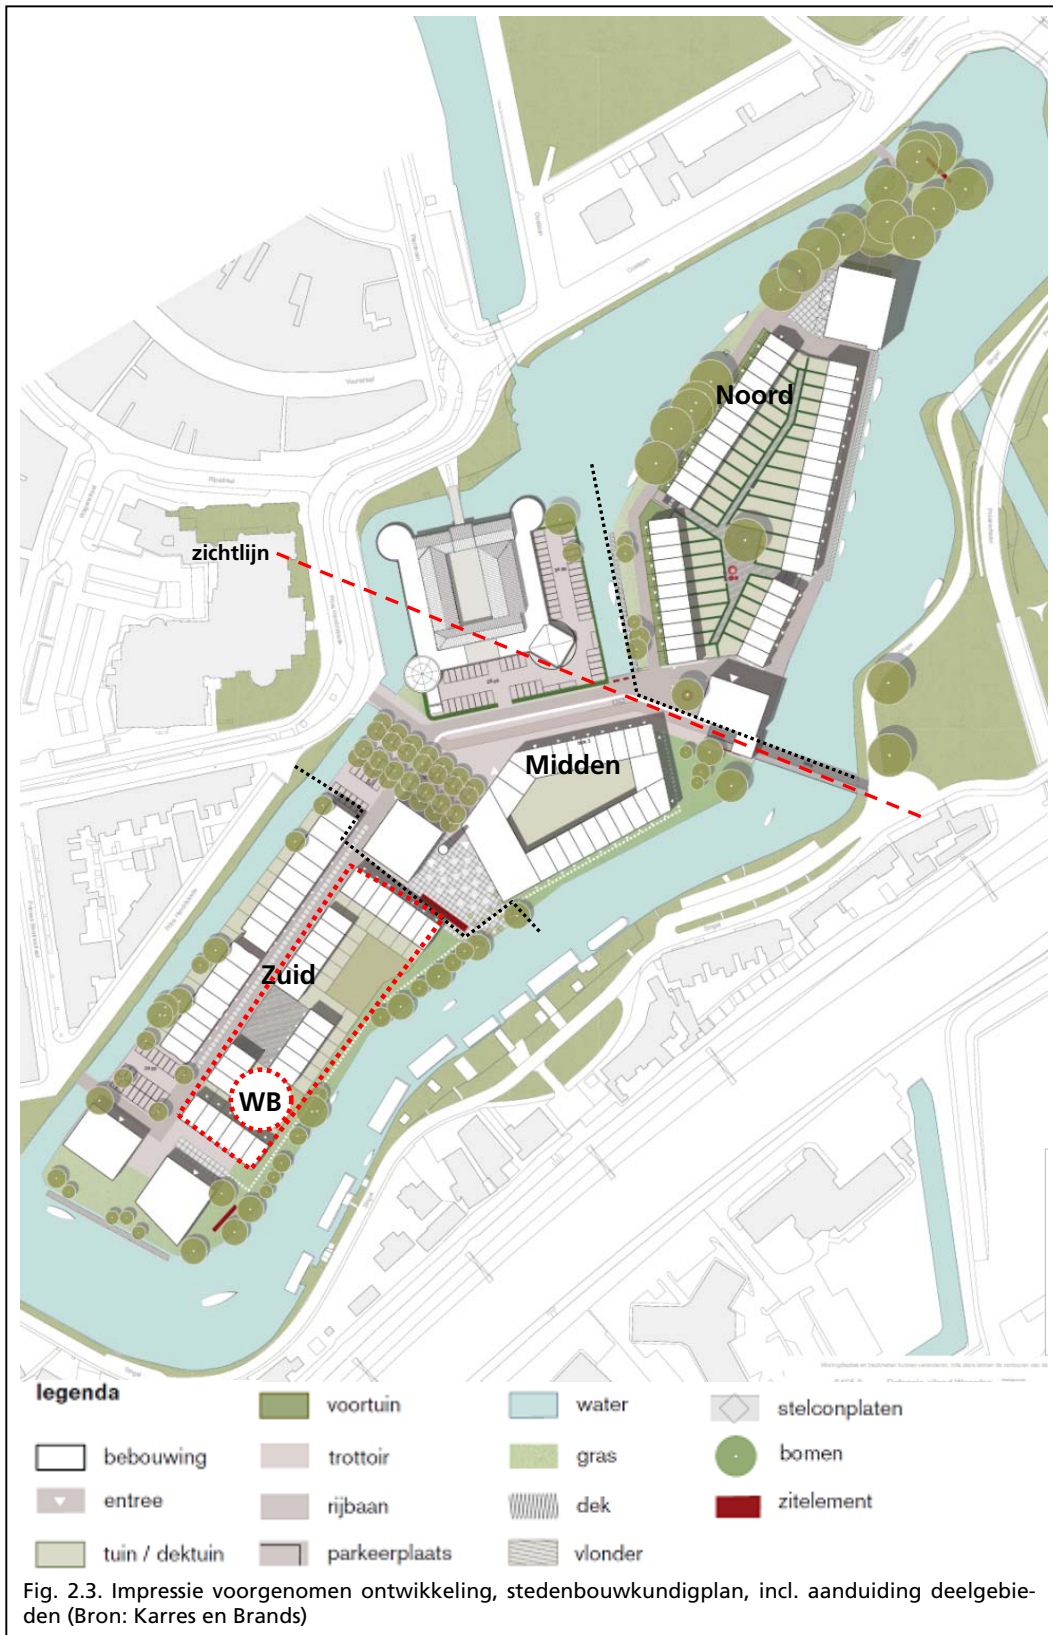 Noord
zichtlijn
Midden
Zuid
WB
legenda
voortuin
water
stelconplaten
bebouwing
trottoir
gras
bomen
entree
rijbaan
dek
zitelement
tuin / dektuin
parkeerplaats
vlonder
Fig. 2.3. Impressie voorgenomen ontwikkeling, stedenbouwkundigplan, incl. aanduiding deelgebie-
den (Bron: Karres en Brands)